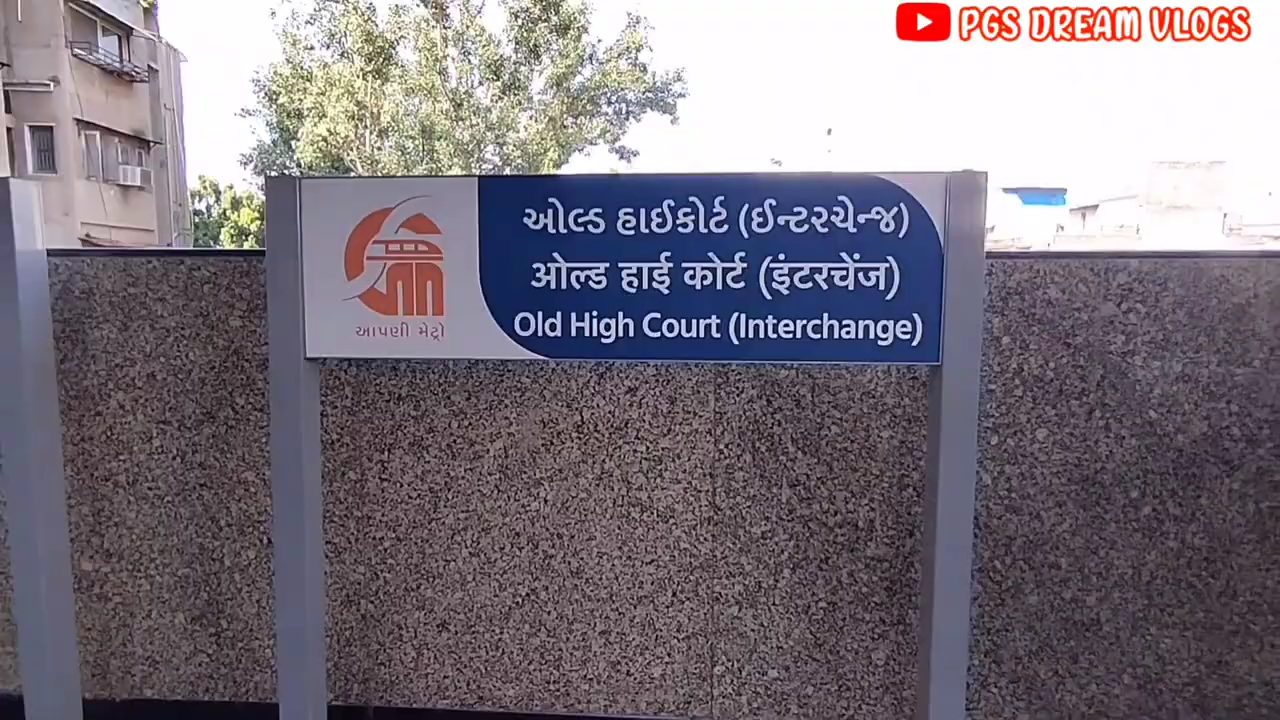 PGS DREAM VLOGS
ઓલ્ડ હાઈકોર્ટ (ઈન્ટરચેન્જ)
ओल्ड हाई कोर्ट (इंटरचेंज)
Old High Court (Interchange)
આપણી મેટ્રો